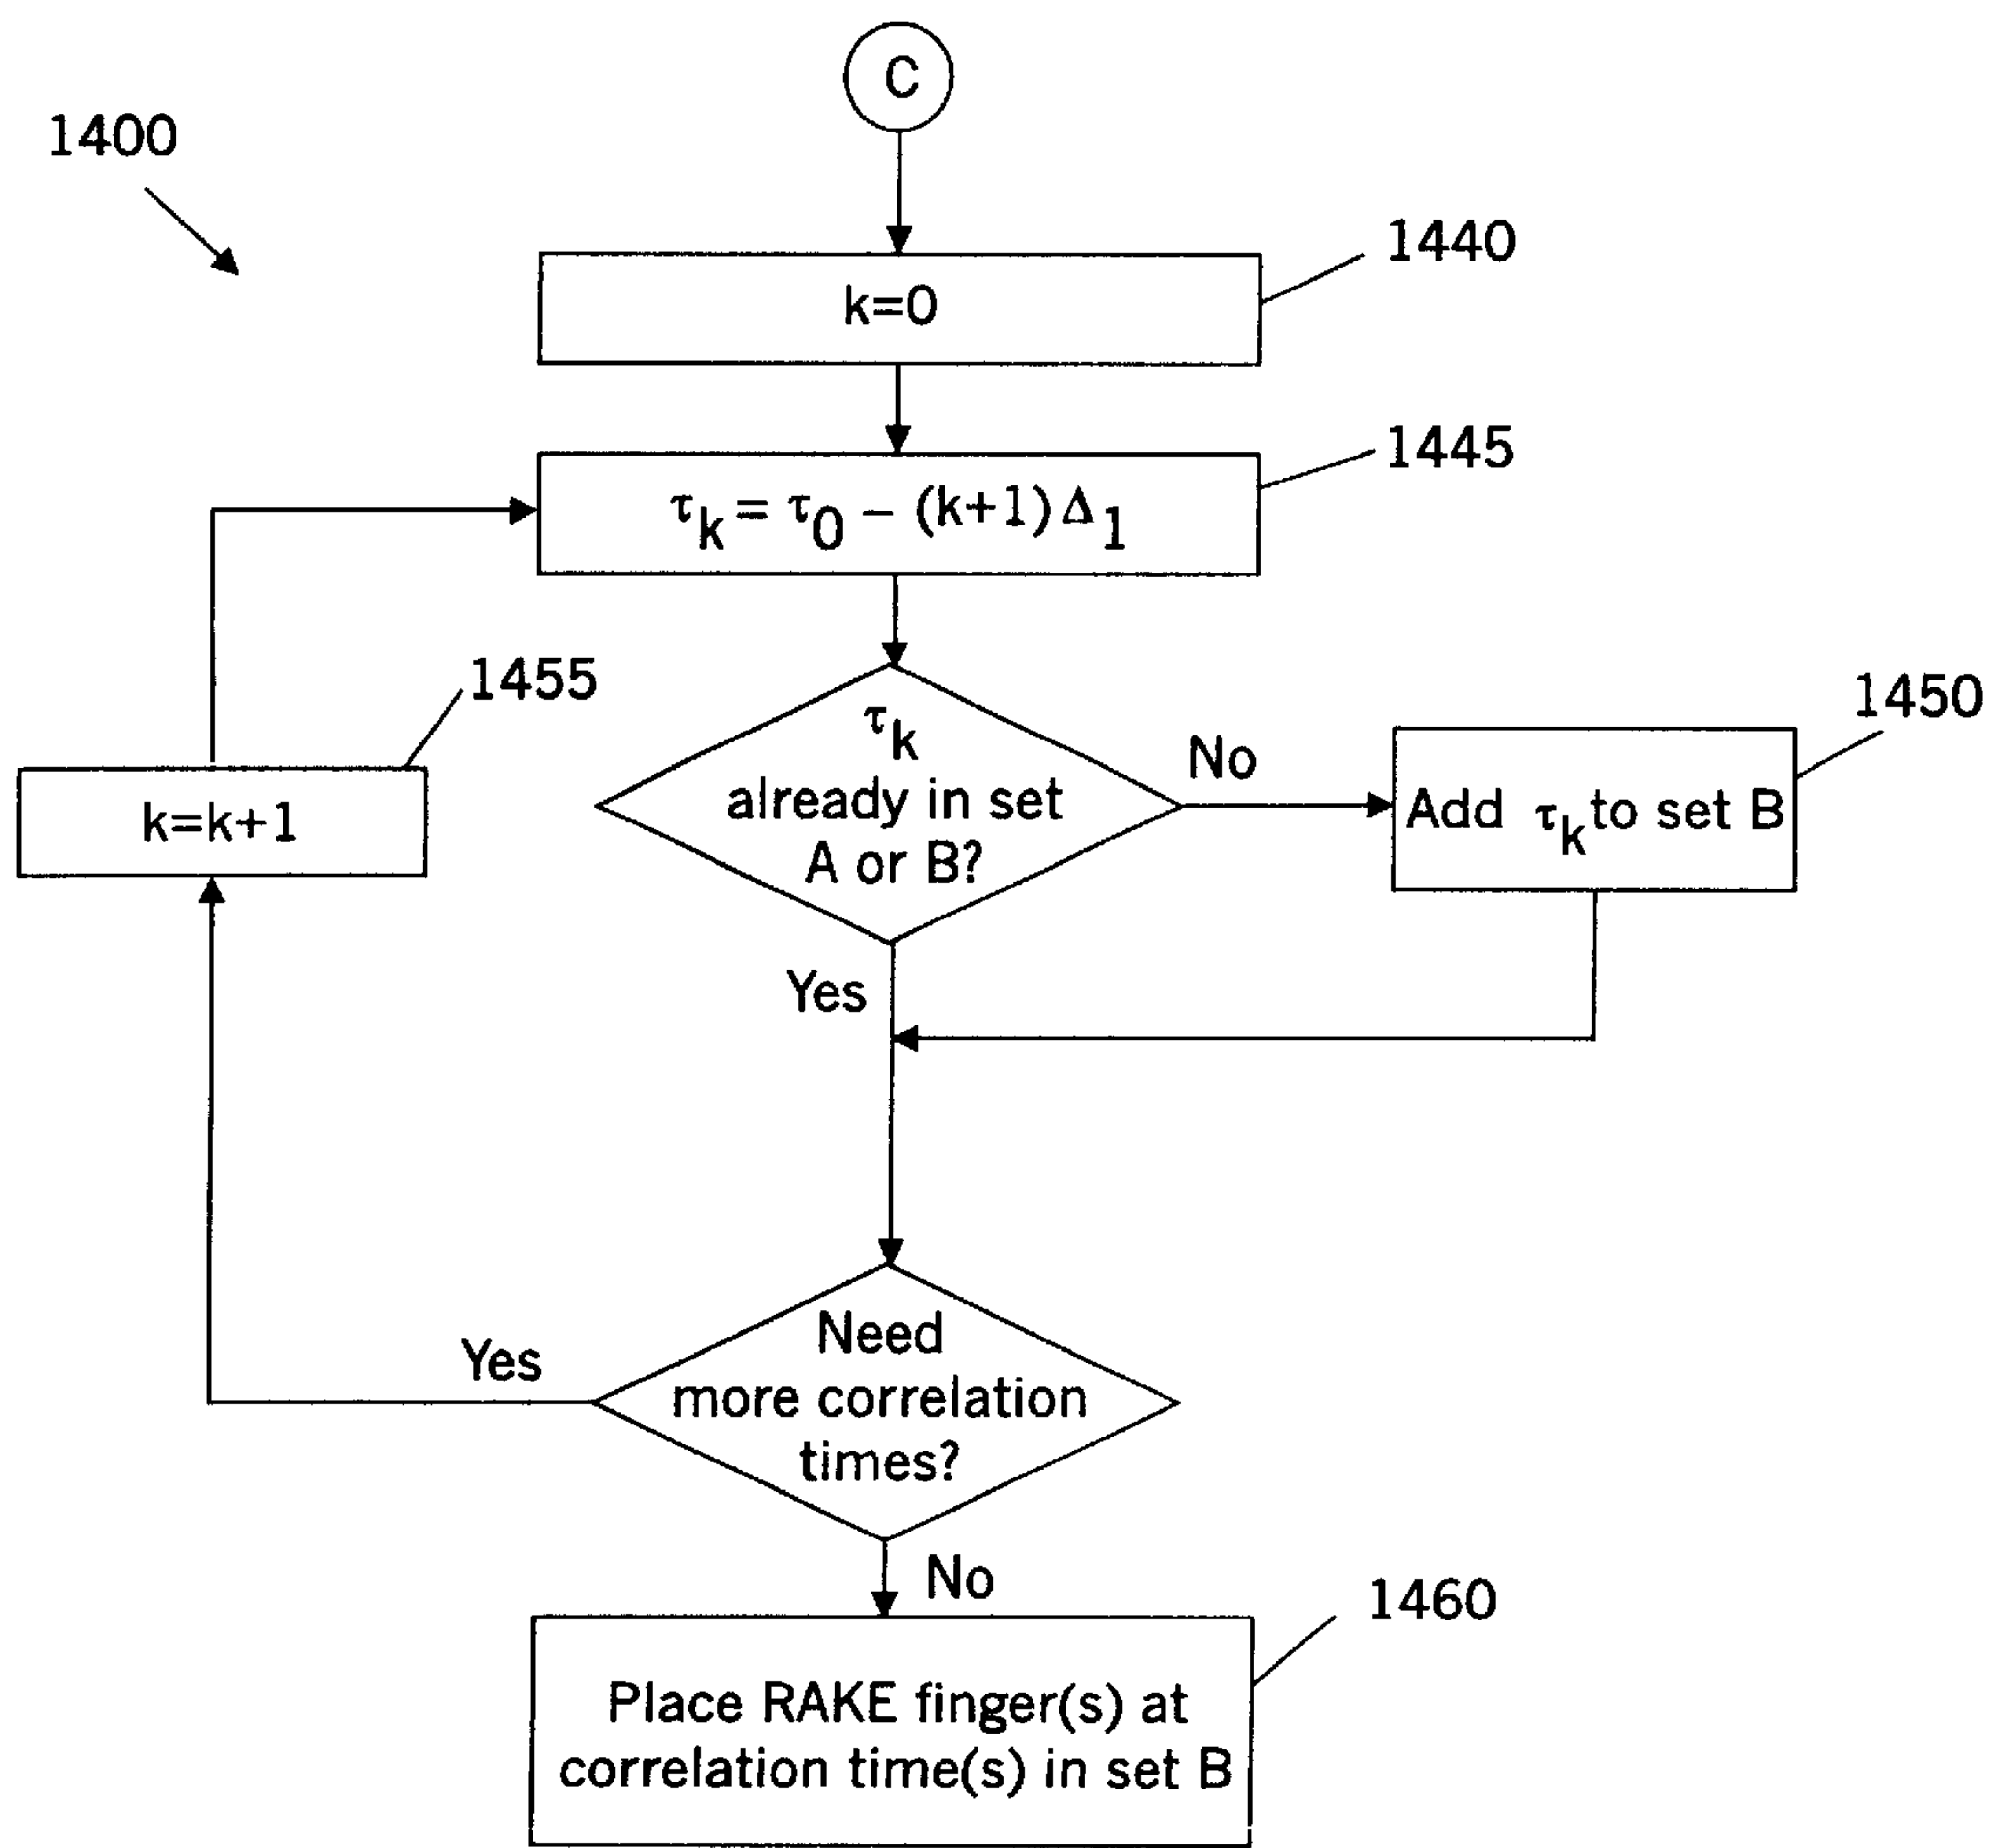 C
1400
1440
k=0
1445
τk = τ0 – (k+1)Δ1
1455
k=k+1
τk
already in set
A or B?
No
1450
Add τk to set B
Yes
Need
more correlation
times?
Yes
No
1460
Place RAKE finger(s) at
correlation time(s) in set B